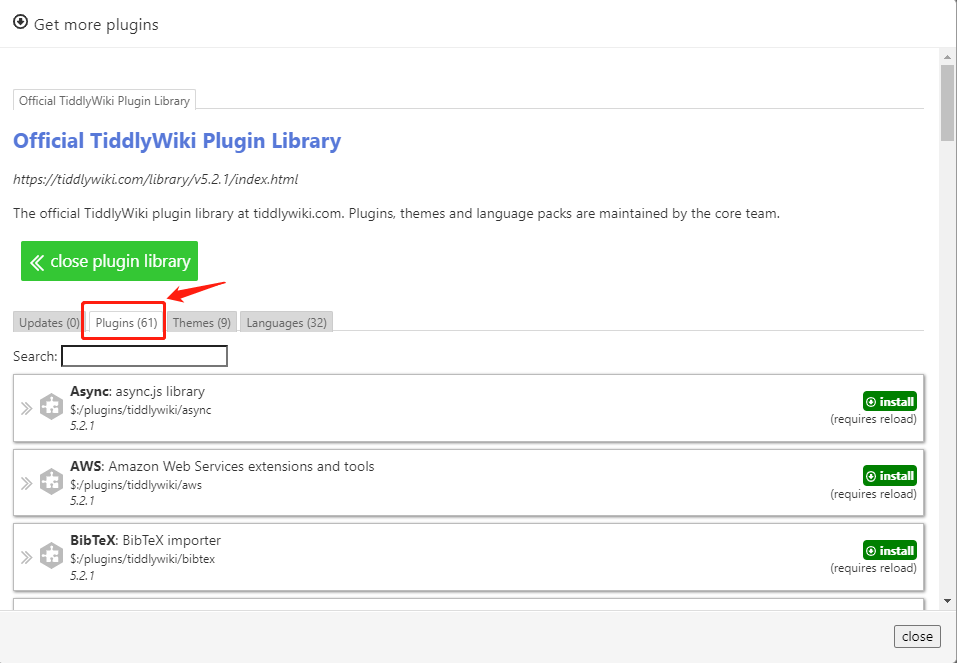 Get more plugins
Official TiddlyWiki Plugin Library
Official TiddlyWiki Plugin Library
https://tiddlywiki.com/library/v5.2.1/index.html
The official TiddlyWiki plugin library at tiddlywiki.com. Plugins, themes and language packs are maintained by the core team.
close plugin library
Updates (0) Plugins (61) Themes (9) Languages (32)
Search:
Async: async.js library
$:/plugins/tiddlywiki/async
5.2.1
install
(requires reload)
AWS: Amazon Web Services extensions and tools
$:/plugins/tiddlywiki/aws
5.2.1
install
(requires reload)
BibTeX: BibTeX importer
$:/plugins/tiddlywiki/bibtex
5.2.1
install
(requires reload)
close